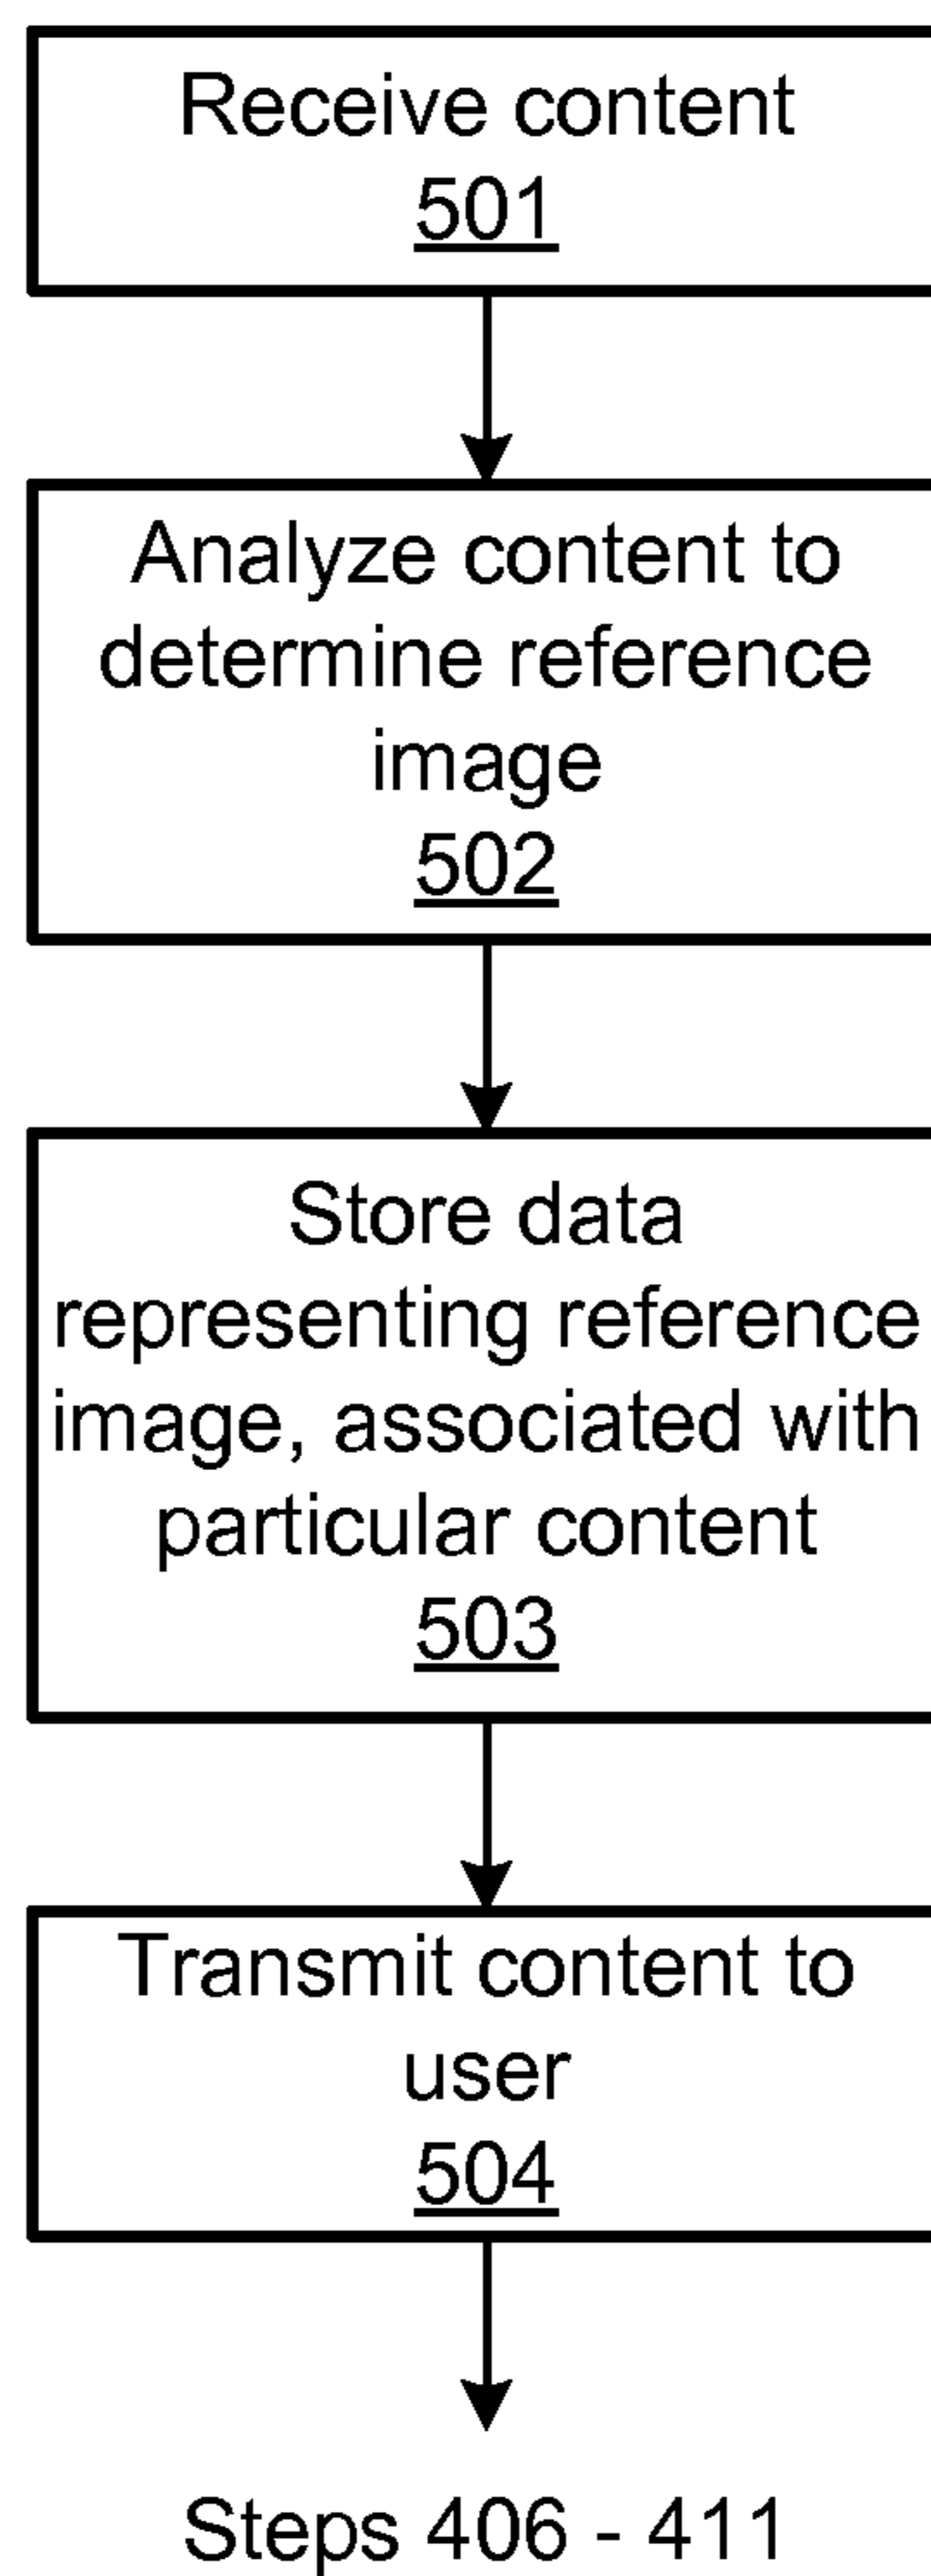 Receive content
501
Analyze content to
determine reference
image
502
Store data
representing reference
image, associated with
particular content
503
Transmit content to
user
504
Steps 406 - 411